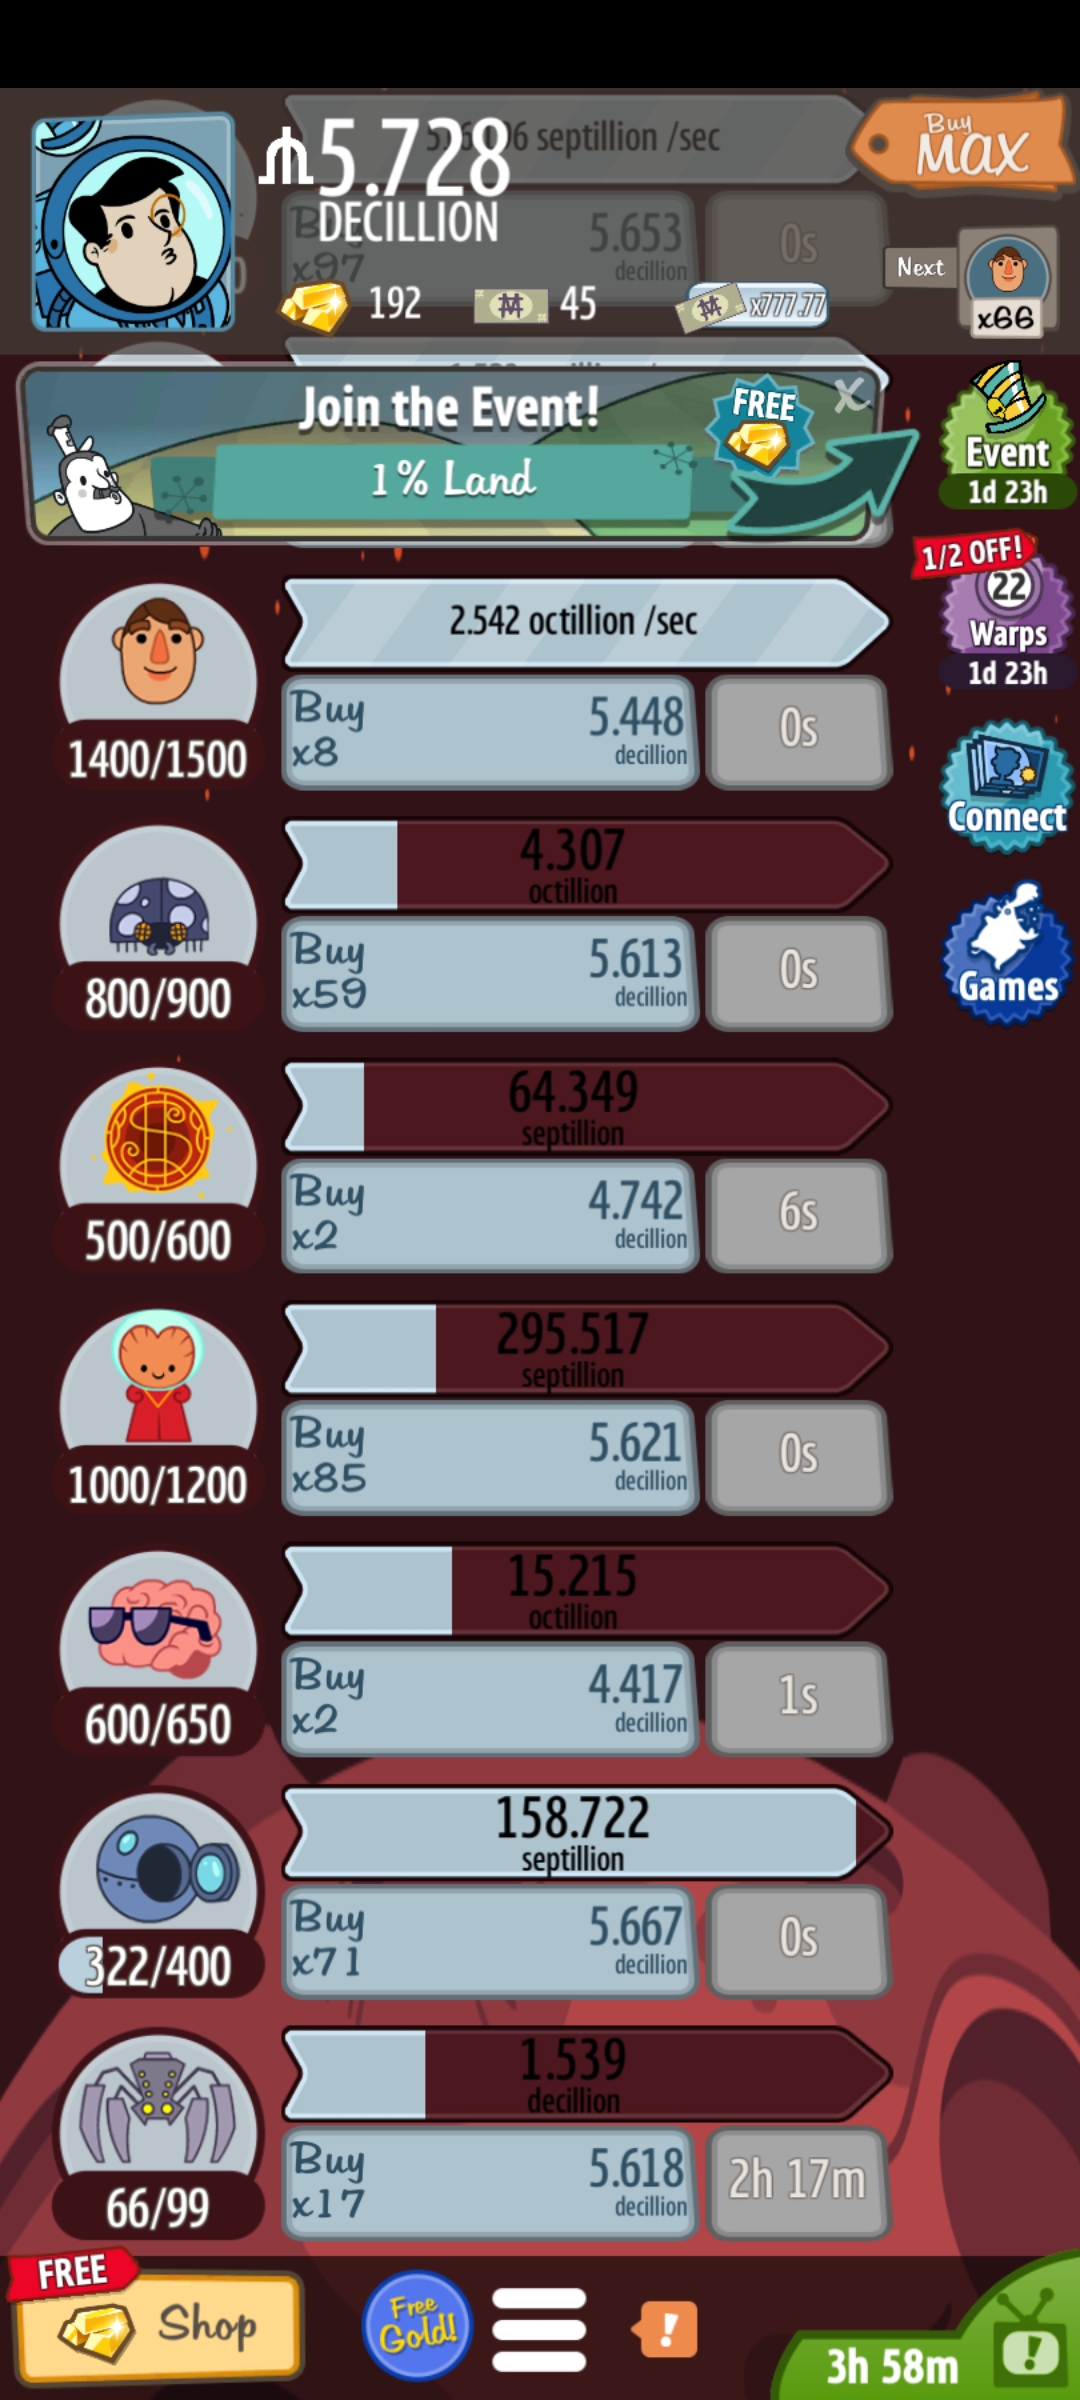 septillion /sec
5.728
DECILLION
Buy
MAX
x97
5.653
decillion
0s
192
45
x777.77
Next
x66
Join the Event!
1% Land
FREE
X
Event
1d 23h
1/2 OFF!
22
Warps
1d 23h
Connect
Games
2.542 octillion /sec
1400/1500
Buy
x8
5.448
decillion
0s
4.307
octillion
800/900
Buy
x59
5.613
decillion
0s
64.349
septillion
500/600
Buy
x2
4.742
decillion
6s
295.517
septillion
1000/1200
Buy
x85
5.621
decillion
0s
15.215
octillion
600/650
Buy
x2
4.417
decillion
1s
158.722
septillion
322/400
Buy
x71
5.667
decillion
0s
1.539
decillion
66/99
Buy
x17
5.618
decillion
2h 17m
FREE
Shop
Free
Gold!
!
3h 58m
!